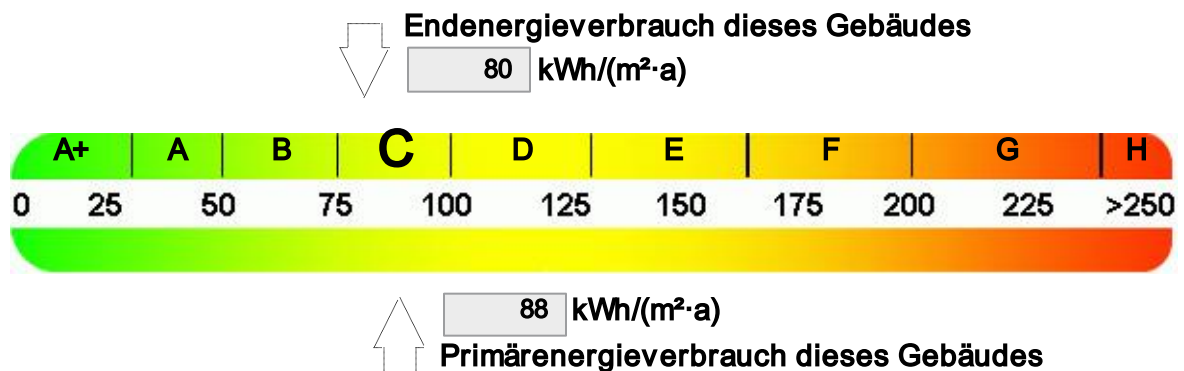 Endenergieverbrauch dieses Gebäudes
80 kWh/(m²·a)
A+ A B C D E F G H
0 25 50 75 100 125 150 175 200 225 >250
88 kWh/(m²·a)
Primärenergieverbrauch dieses Gebäudes